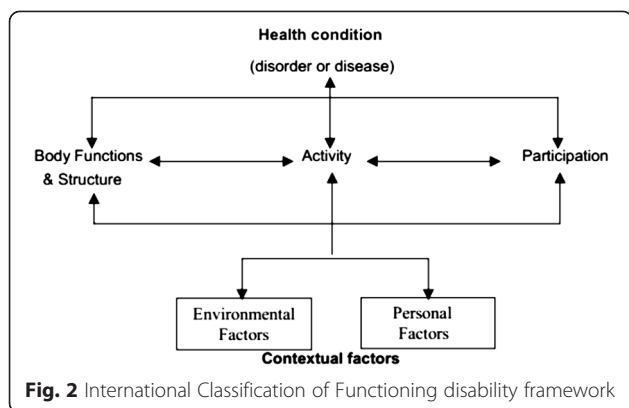 Health condition
(disorder or disease)
Body Functions
& Structure
Activity
Participation
Environmental
Factors
Personal
Factors
Contextual factors
Fig. 2 International Classification of Functioning disability framework